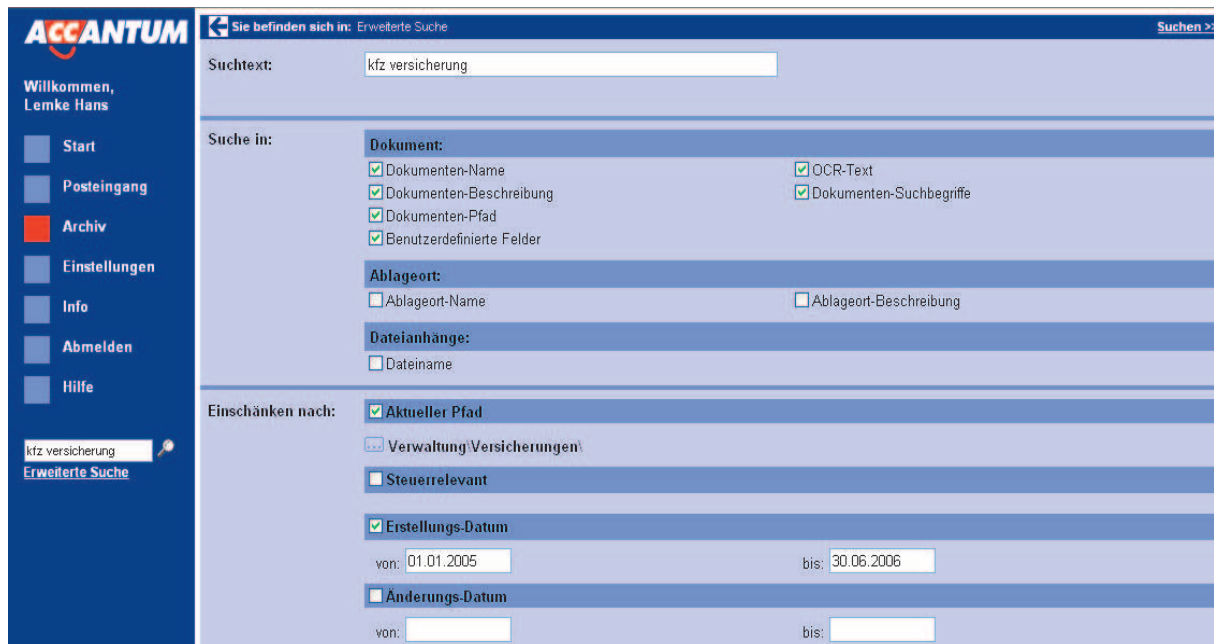 ACCANTUM
Willkommen,
Lemke Hans
Start
Posteingang
Archiv
Einstellungen
Info
Abmelden
Hilfe
kfz versicherung
Erweiterte Suche
Sie befinden sich in: Erweiterte Suche
Suchen >>
Suchtext: kfz versicherung
Suche in:
Dokument:
Dokumenten-Name
OCR-Text
Dokumenten-Beschreibung
Dokumenten-Suchbegriffe
Dokumenten-Pfad
Benutzerdefinierte Felder
Ablageort:
Ablageort-Name
Ablageort-Beschreibung
Dateianhänge:
Dateiname
Einschänken nach:
Aktueller Pfad
... Verwaltung\Versicherungen\
Steuerrelevant
Erstellungs-Datum
von: 01.01.2005
bis: 30.06.2006
Änderungs-Datum
von:
bis: